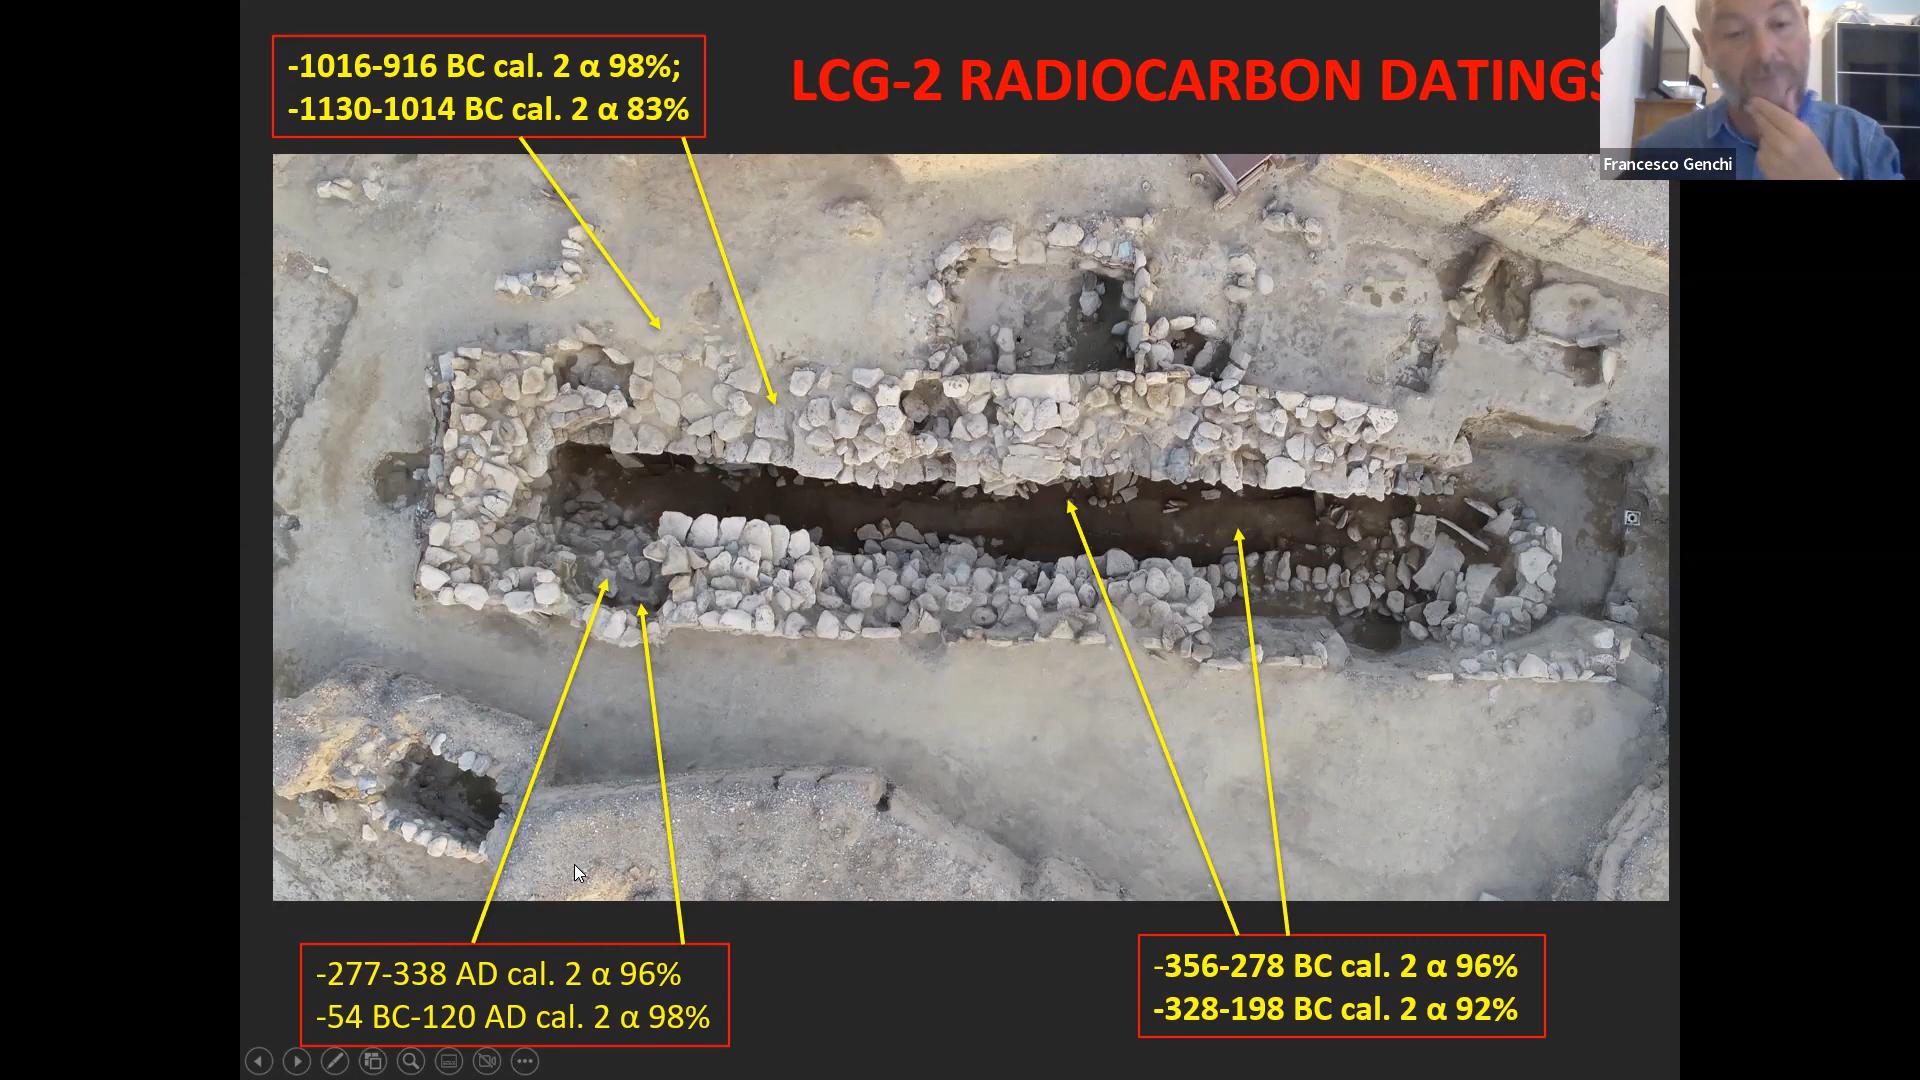 -1016-916 BC cal. 2 α 98%;
-1130-1014 BC cal. 2 α 83%
LCG-2 RADIOCARBON DATINGS
Francesco Genchi
-277-338 AD cal. 2 α 96%
-54 BC-120 AD cal. 2 α 98%
-356-278 BC cal. 2 α 96%
-328-198 BC cal. 2 α 92%